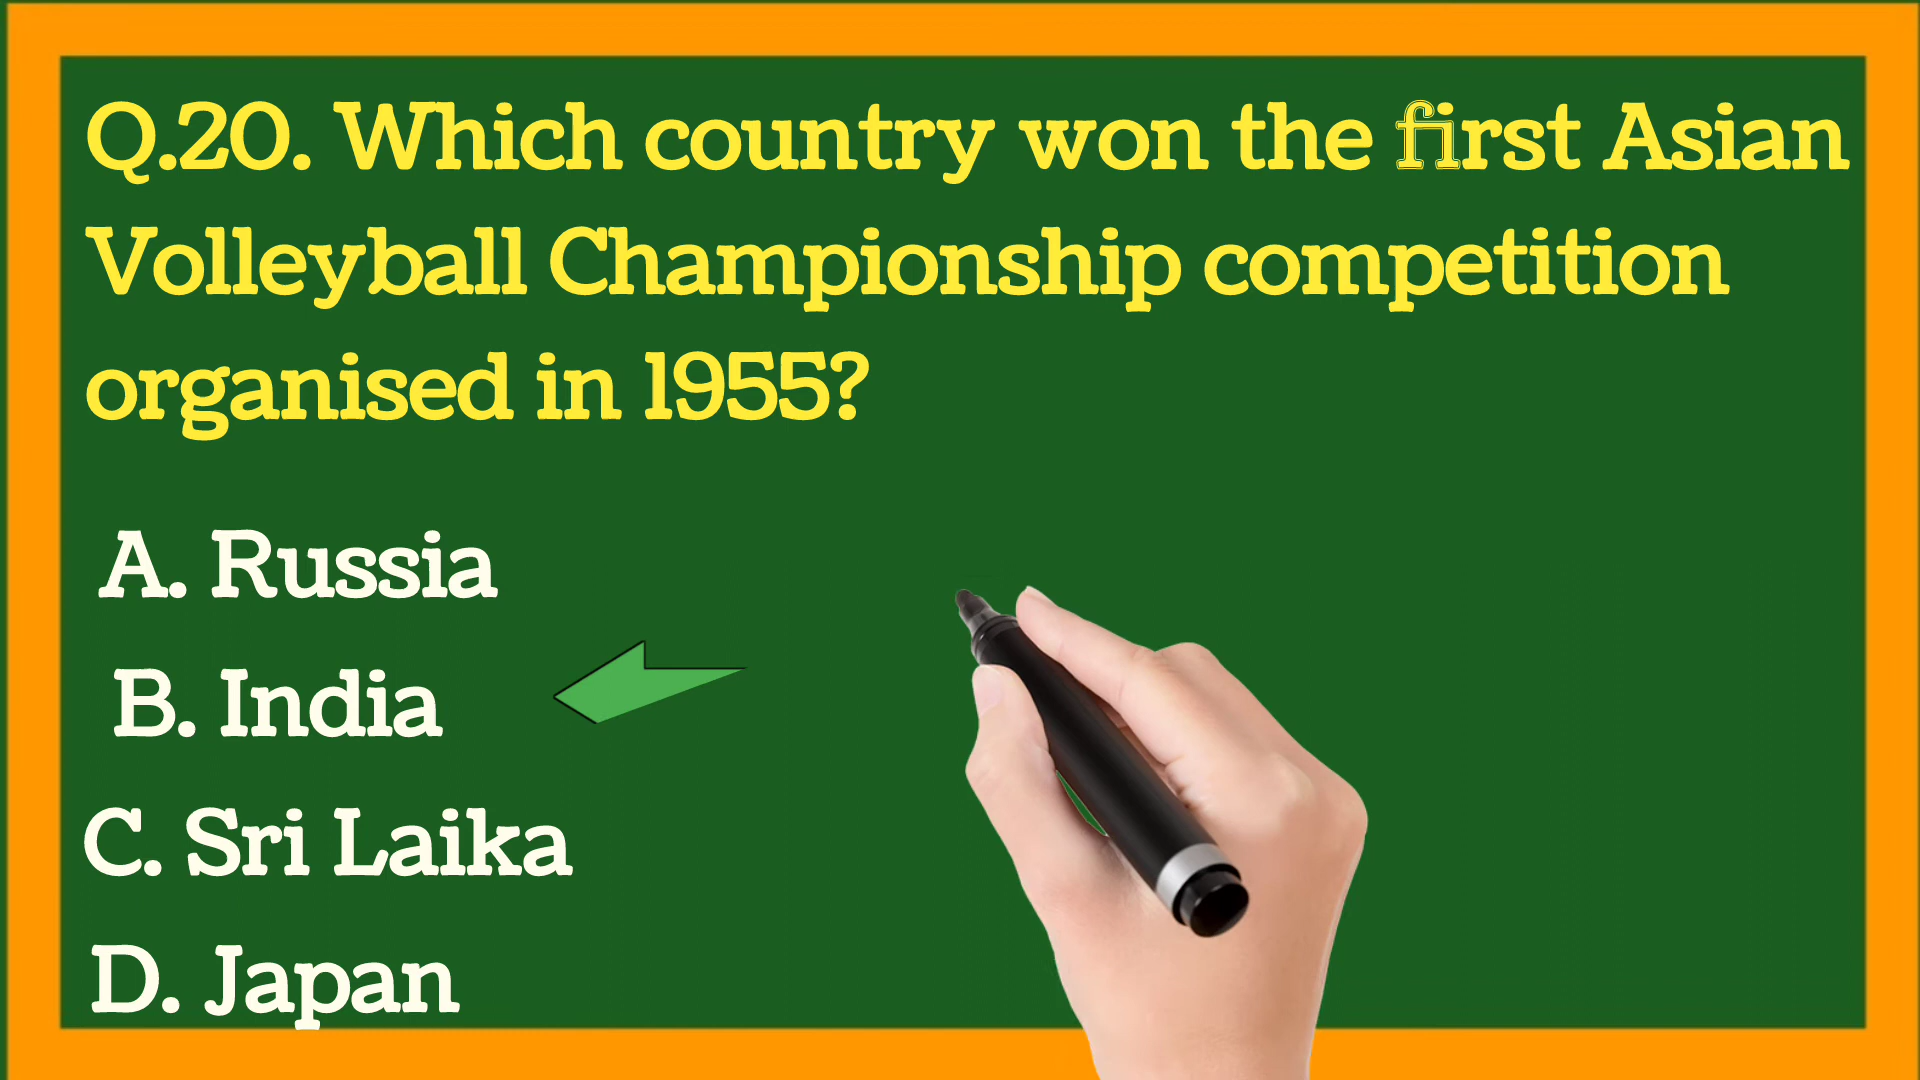 Q.20. Which country won the first Asian
Volleyball Championship competition
organised in 1955?
A. Russia
B. India
C. Sri Laika
D. Japan